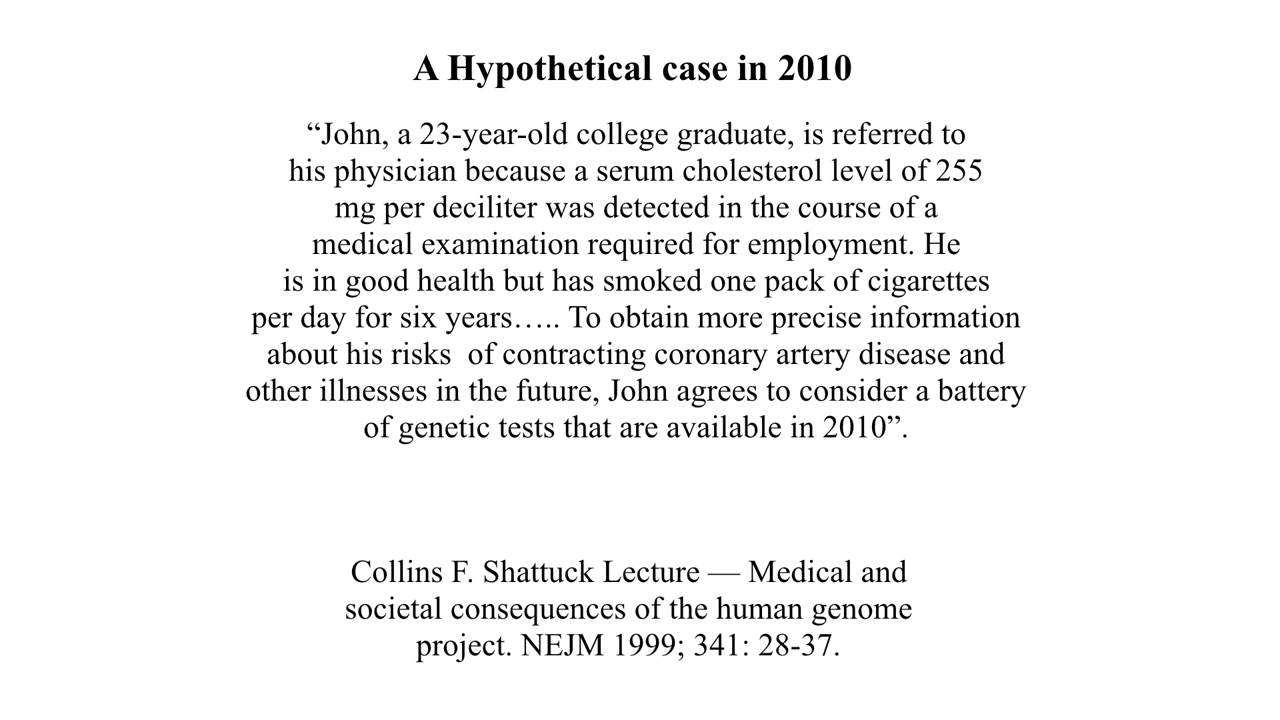 A Hypothetical case in 2010
“John, a 23-year-old college graduate, is referred to
his physician because a serum cholesterol level of 255
mg per deciliter was detected in the course of a
medical examination required for employment. He
is in good health but has smoked one pack of cigarettes
per day for six years….. To obtain more precise information
about his risks  of contracting coronary artery disease and
other illnesses in the future, John agrees to consider a battery
of genetic tests that are available in 2010”.
Collins F. Shattuck Lecture — Medical and
societal consequences of the human genome
project. NEJM 1999; 341: 28-37.